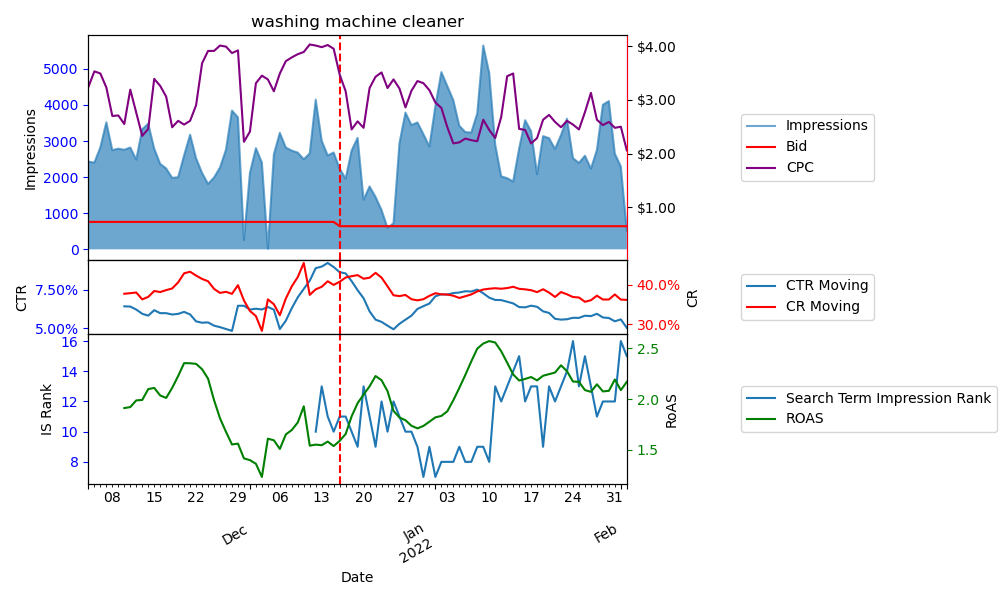 washing machine cleaner
Impressions
5000
4000
3000
2000
1000
0
$4.00
$3.00
$2.00
$1.00
Impressions
Bid
CPC
CTR
7.50%
5.00%
40.0%
30.0%
CR
CTR Moving
CR Moving
IS Rank
16
14
12
10
8
2.5
2.0
1.5
RoAS
Search Term Impression Rank
ROAS
08 15 22 29 06 13 20 27 03 10 17 24 31
Dec
Jan
2022
Feb
Date